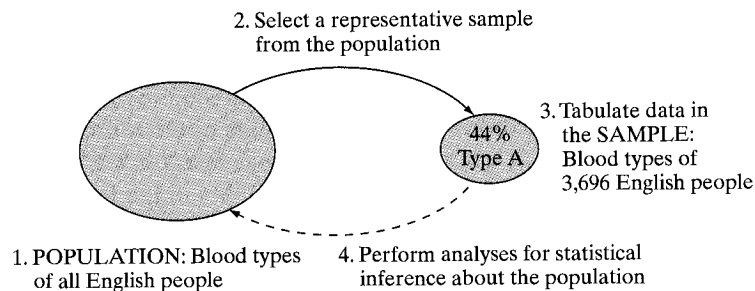 2. Select a representative sample
from the population
44%
Type A
3. Tabulate data in
the SAMPLE:
Blood types of
3,696 English people
1. POPULATION: Blood types
of all English people
4. Perform analyses for statistical
inference about the population